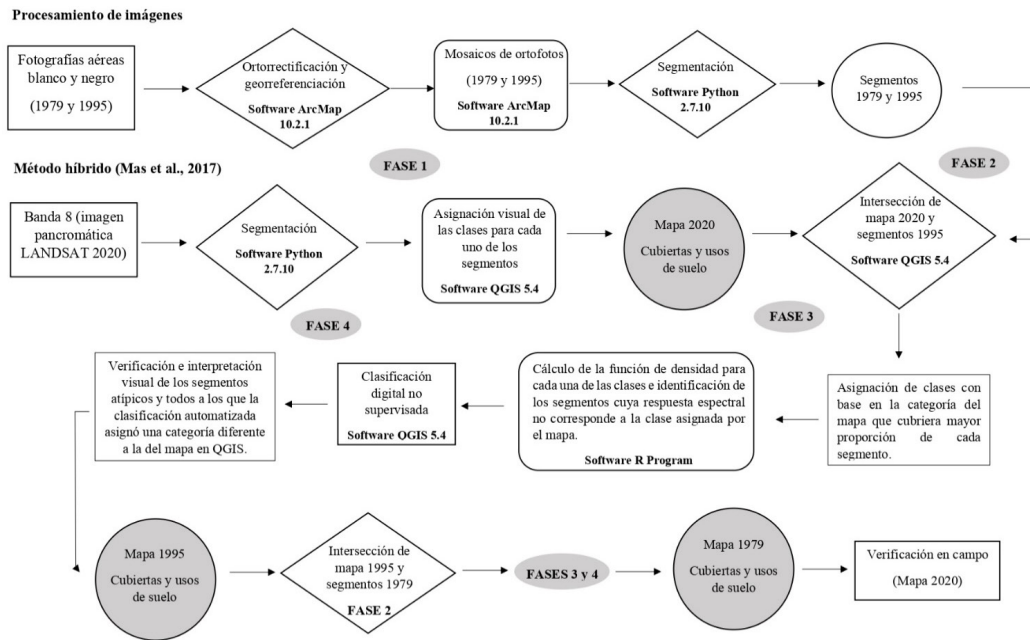 Procesamiento de imágenes
Fotografías aéreas
blanco y negro
(1979 y 1995)
Ortorrectificación y
georreferenciación
Software ArcMap
10.2.1
Mosaicos de ortofotos
(1979 y 1995)
Software ArcMap
10.2.1
Segmentación
Software Python
2.7.10
Segmentos
1979 y 1995
FASE 1
FASE 2
Método híbrido (Mas et al., 2017)
Banda 8 (imagen
pancromática
LANDSAT 2020)
Segmentación
Software Python
2.7.10
Asignación visual de
las clases para cada
uno de los
segmentos
Software QGIS 5.4
Mapa 2020
Cubiertas y usos
de suelo
Intersección de
mapa 2020 y
segmentos 1995
Software QGIS 5.4
FASE 4
FASE 3
Verificación e interpretación
visual de los segmentos
atípicos y todos a los que la
clasificación automatizada
asignó una categoría diferente
a la del mapa en QGIS.
Clasificación
digital no
supervisada
Software QGIS 5.4
Cálculo de la función de densidad para
cada una de las clases e identificación de
los segmentos cuya respuesta espectral
no corresponde a la clase asignada por
el mapa.
Software R Program
Asignación de clases con
base en la categoría del
mapa que cubriera mayor
proporción de cada
segmento.
Mapa 1995
Cubiertas y usos
de suelo
Intersección de
mapa 1995 y
segmentos 1979
FASE 2
FASES 3 y 4
Mapa 1979
Cubiertas y usos
de suelo
Verificación en campo
(Mapa 2020)